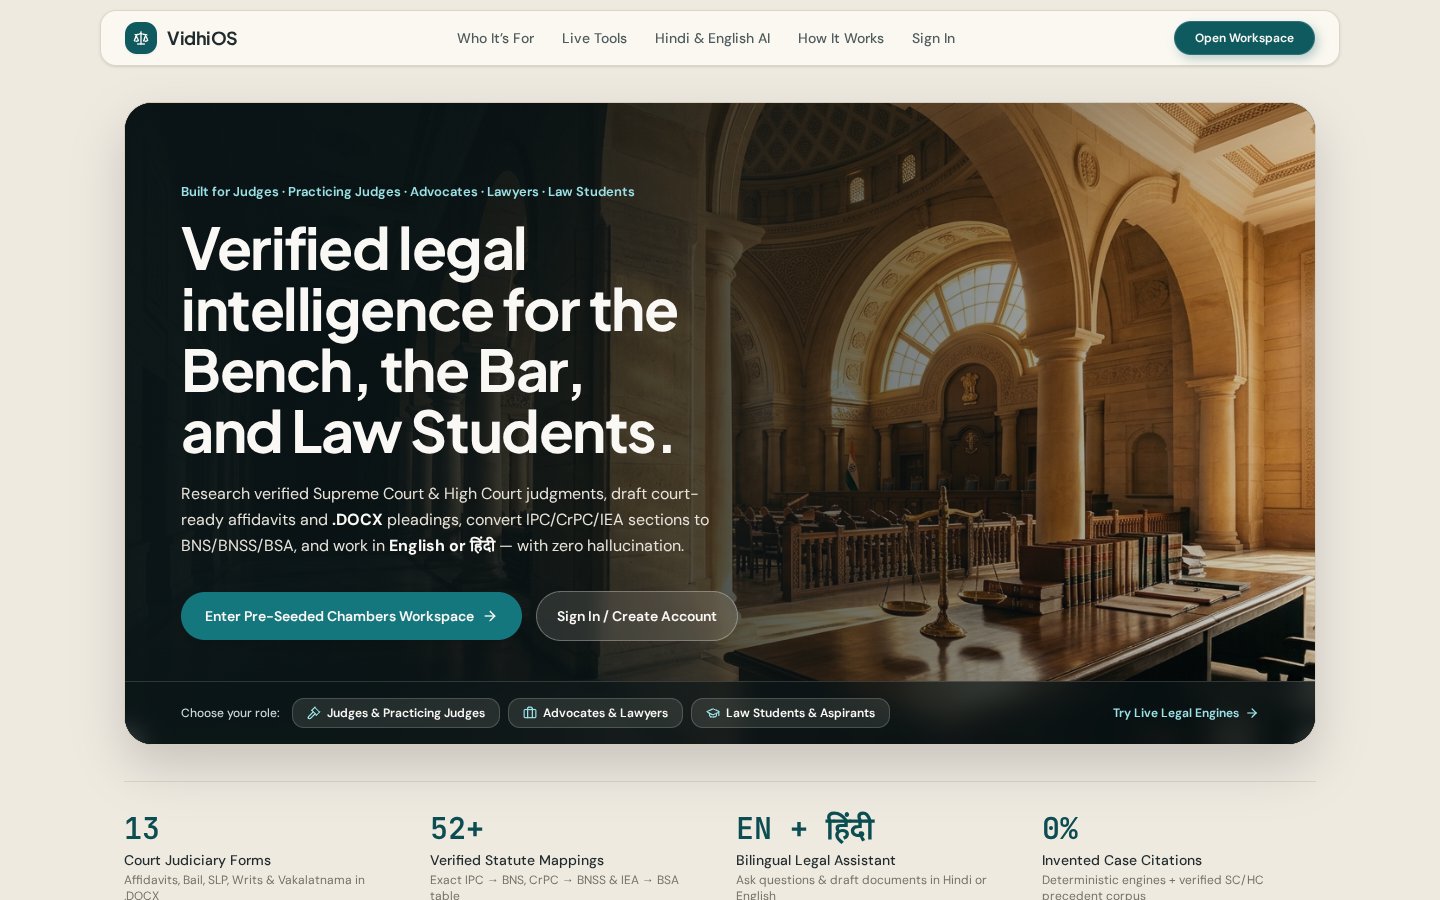 VidhiOS
Who It’s For
Live Tools
Hindi & English AI
How It Works
Sign In
Open Workspace
Built for Judges · Practicing Judges · Advocates · Lawyers · Law Students
Verified legal
intelligence for the
Bench, the Bar,
and Law Students.
Research verified Supreme Court & High Court judgments, draft court-
ready affidavits and .DOCX pleadings, convert IPC/CrPC/IEA sections to
BNS/BNSS/BSA, and work in English or हिंदी — with zero hallucination.
Enter Pre-Seeded Chambers Workspace →
Sign In / Create Account
Choose your role:
Judges & Practicing Judges
Advocates & Lawyers
Law Students & Aspirants
Try Live Legal Engines →
13
Court Judiciary Forms
Affidavits, Bail, SLP, Writs & Vakalatnama in
.DOCX
52+
Verified Statute Mappings
Exact IPC → BNS, CrPC → BNSS & IEA → BSA
table
EN + हिंदी
Bilingual Legal Assistant
Ask questions & draft documents in Hindi or
English
0%
Invented Case Citations
Deterministic engines + verified SC/HC
precedent corpus